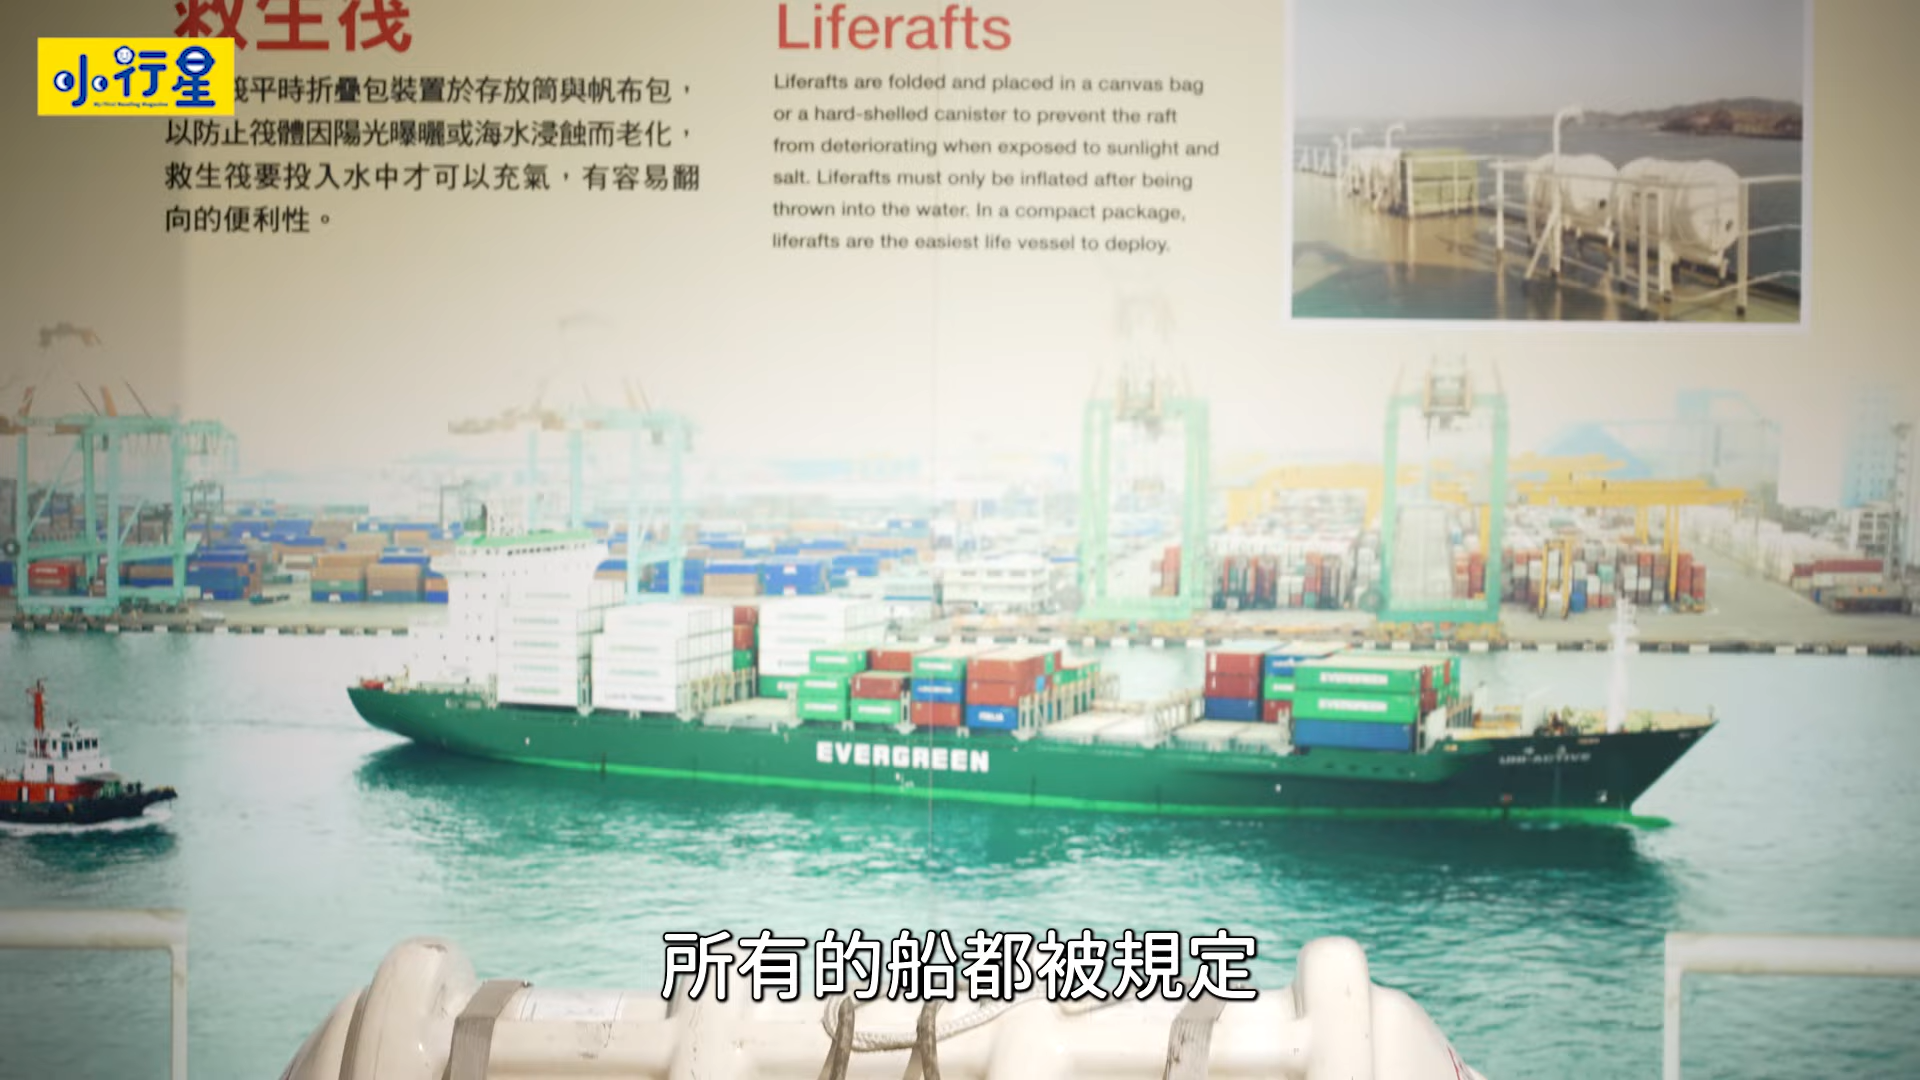 救生筏
小行星
筏平時折疊包裝置於存放筒與帆布包，
以防止筏體因陽光曝曬或海水浸蝕而老化，
救生筏要投入水中才可以充氣，有容易翻
向的便利性。
Liferafts
Liferafts are folded and placed in a canvas bag
or a hard-shelled canister to prevent the raft
from deteriorating when exposed to sunlight and
salt. Liferafts must only be inflated after being
thrown into the water. In a compact package,
liferafts are the easiest life vessel to deploy.
EVERGREEN
UNI-ACTIVE
EVERGREEN
所有的船都被規定